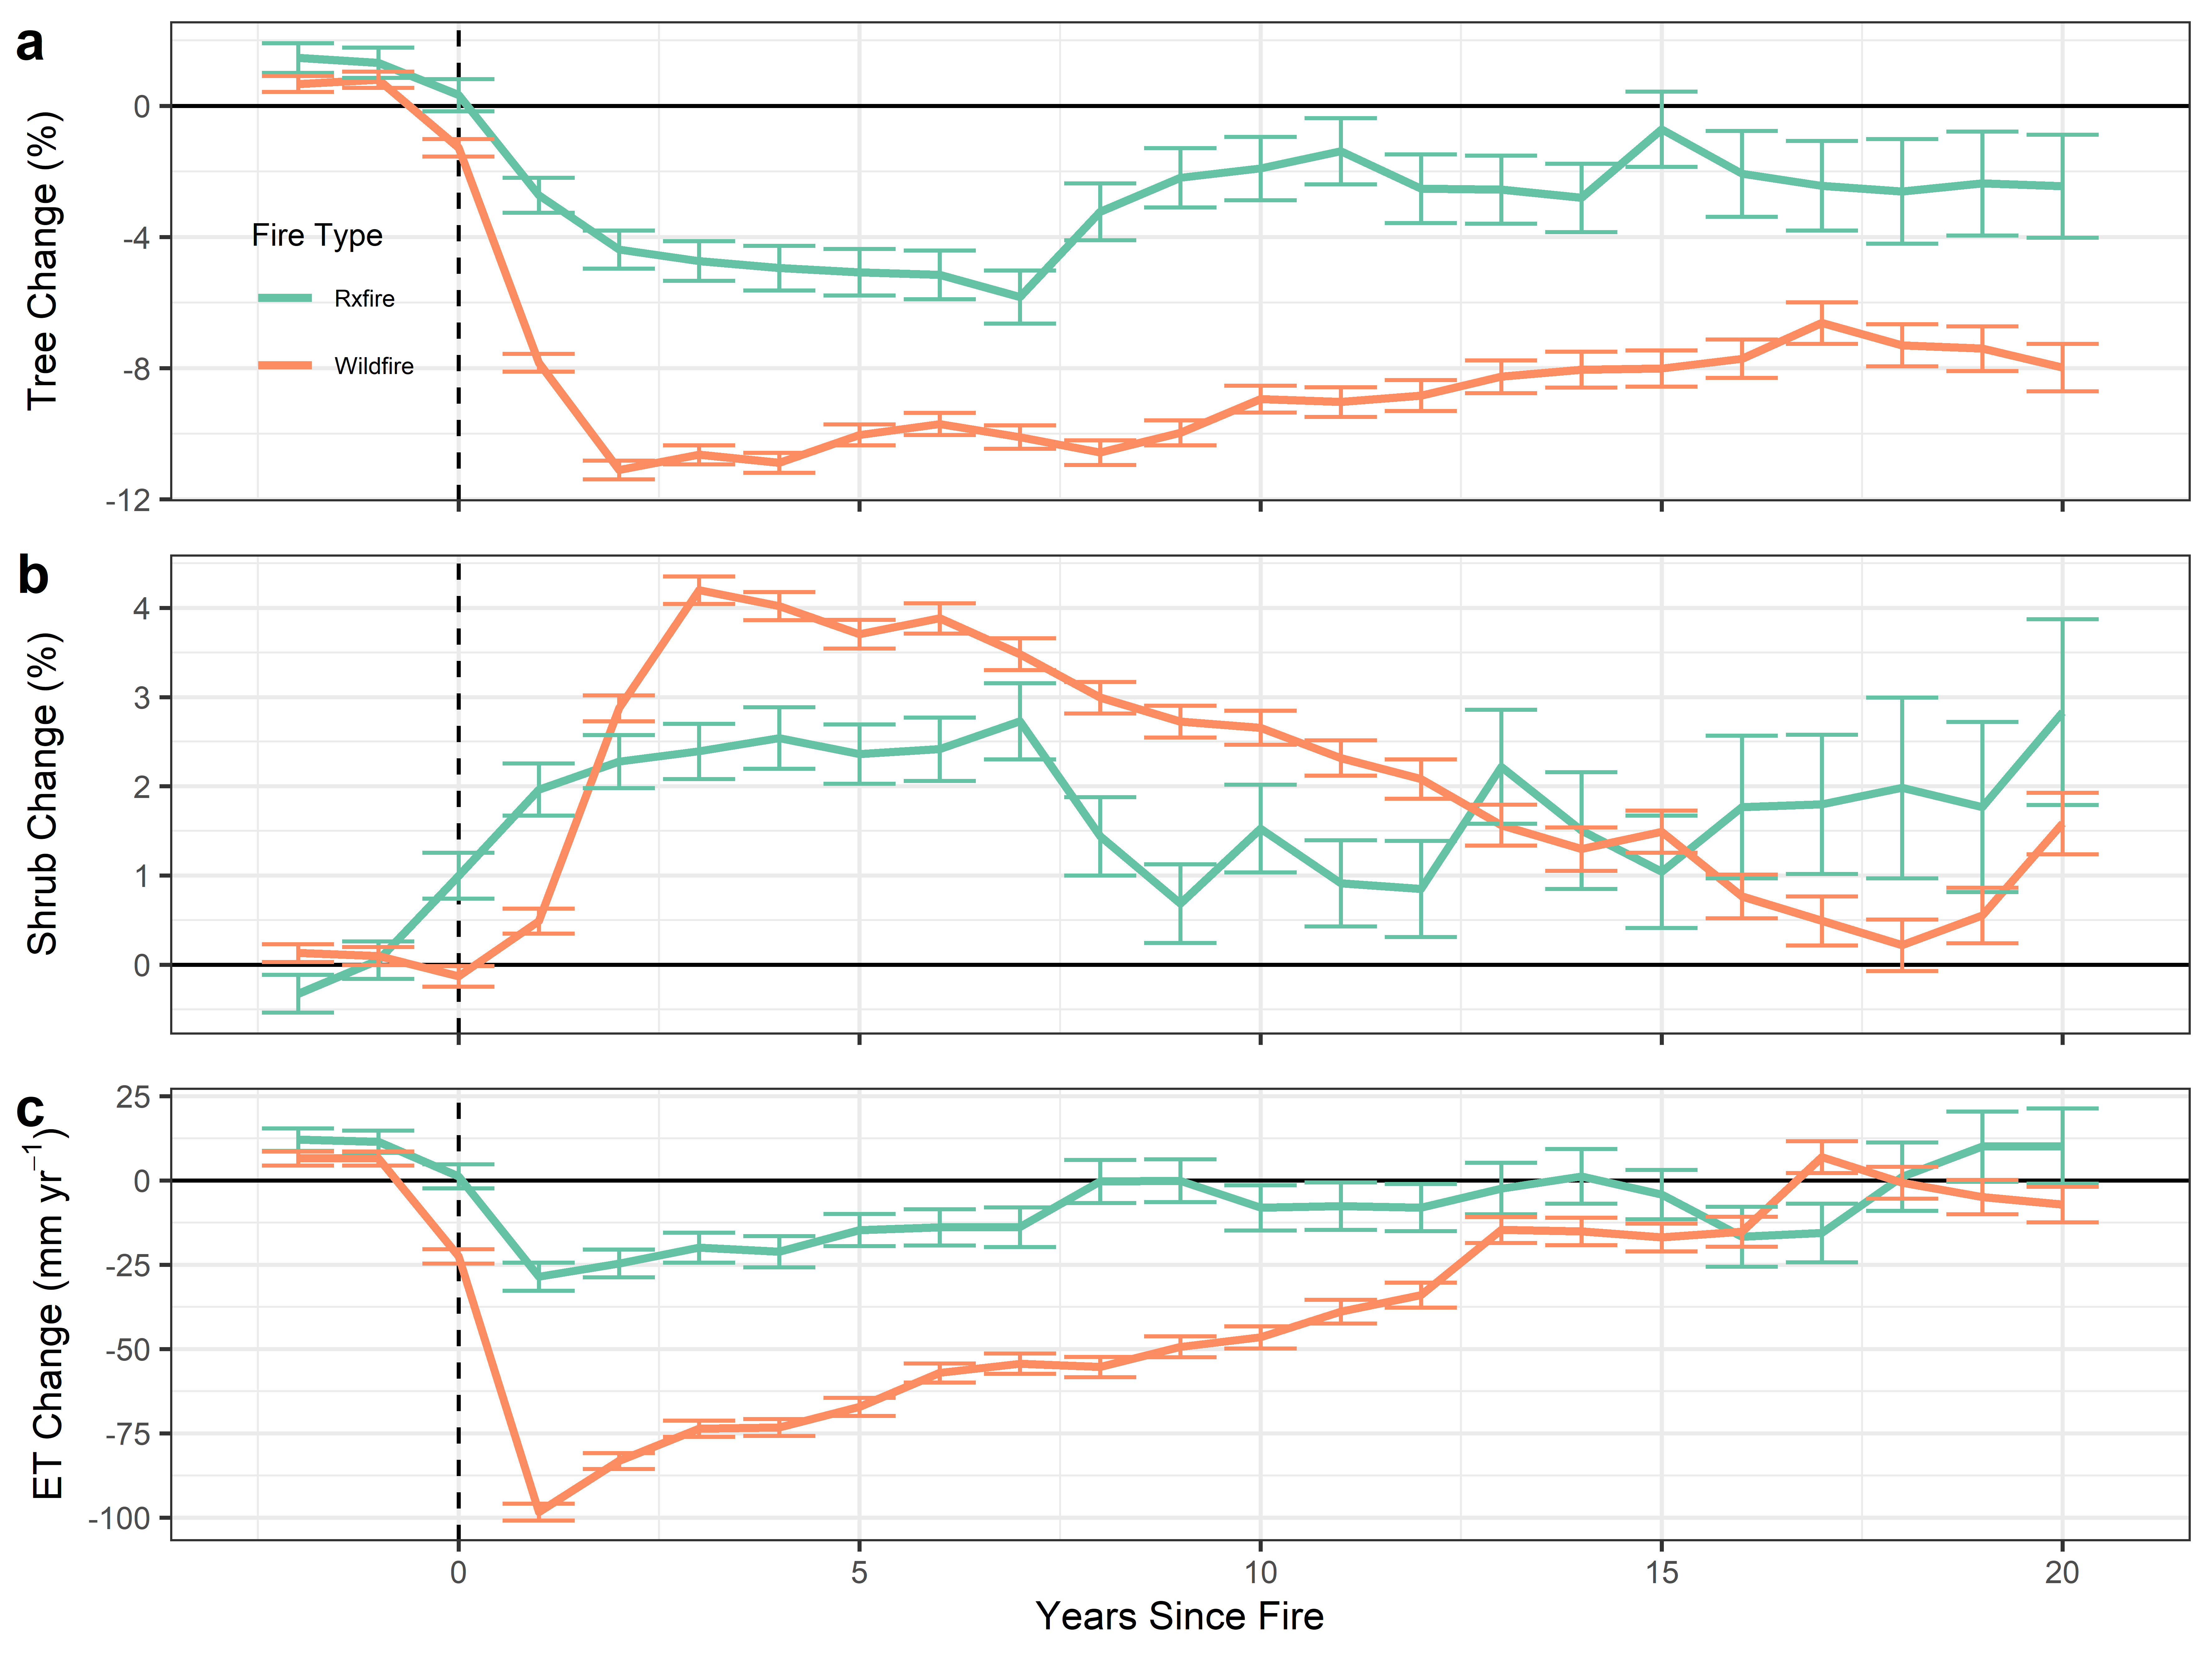 a
Tree Change (%)
0
-4
-8
-12
Fire Type
Rxfire
Wildfire
b
Shrub Change (%)
4
3
2
1
0
c
ET Change (mm yr⁻¹)
25
0
-25
-50
-75
-100
0 5 10 15 20
Years Since Fire